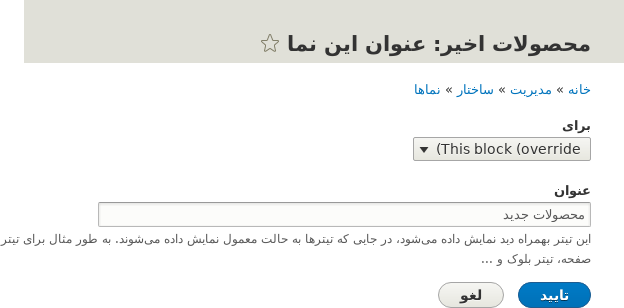 محصولات اخیر: عنوان این نما
خانه » مدیریت » ساختار » نماها
برای
This block (override)
عنوان
محصولات جدید
این تیتر بهمراه دید نمایش داده می‌شود، در جایی که تیترها به حالت معمول نمایش داده می‌شوند. به طور مثال برای تیتر
صفحه، تیتر بلوک و ...
تایید
لغو